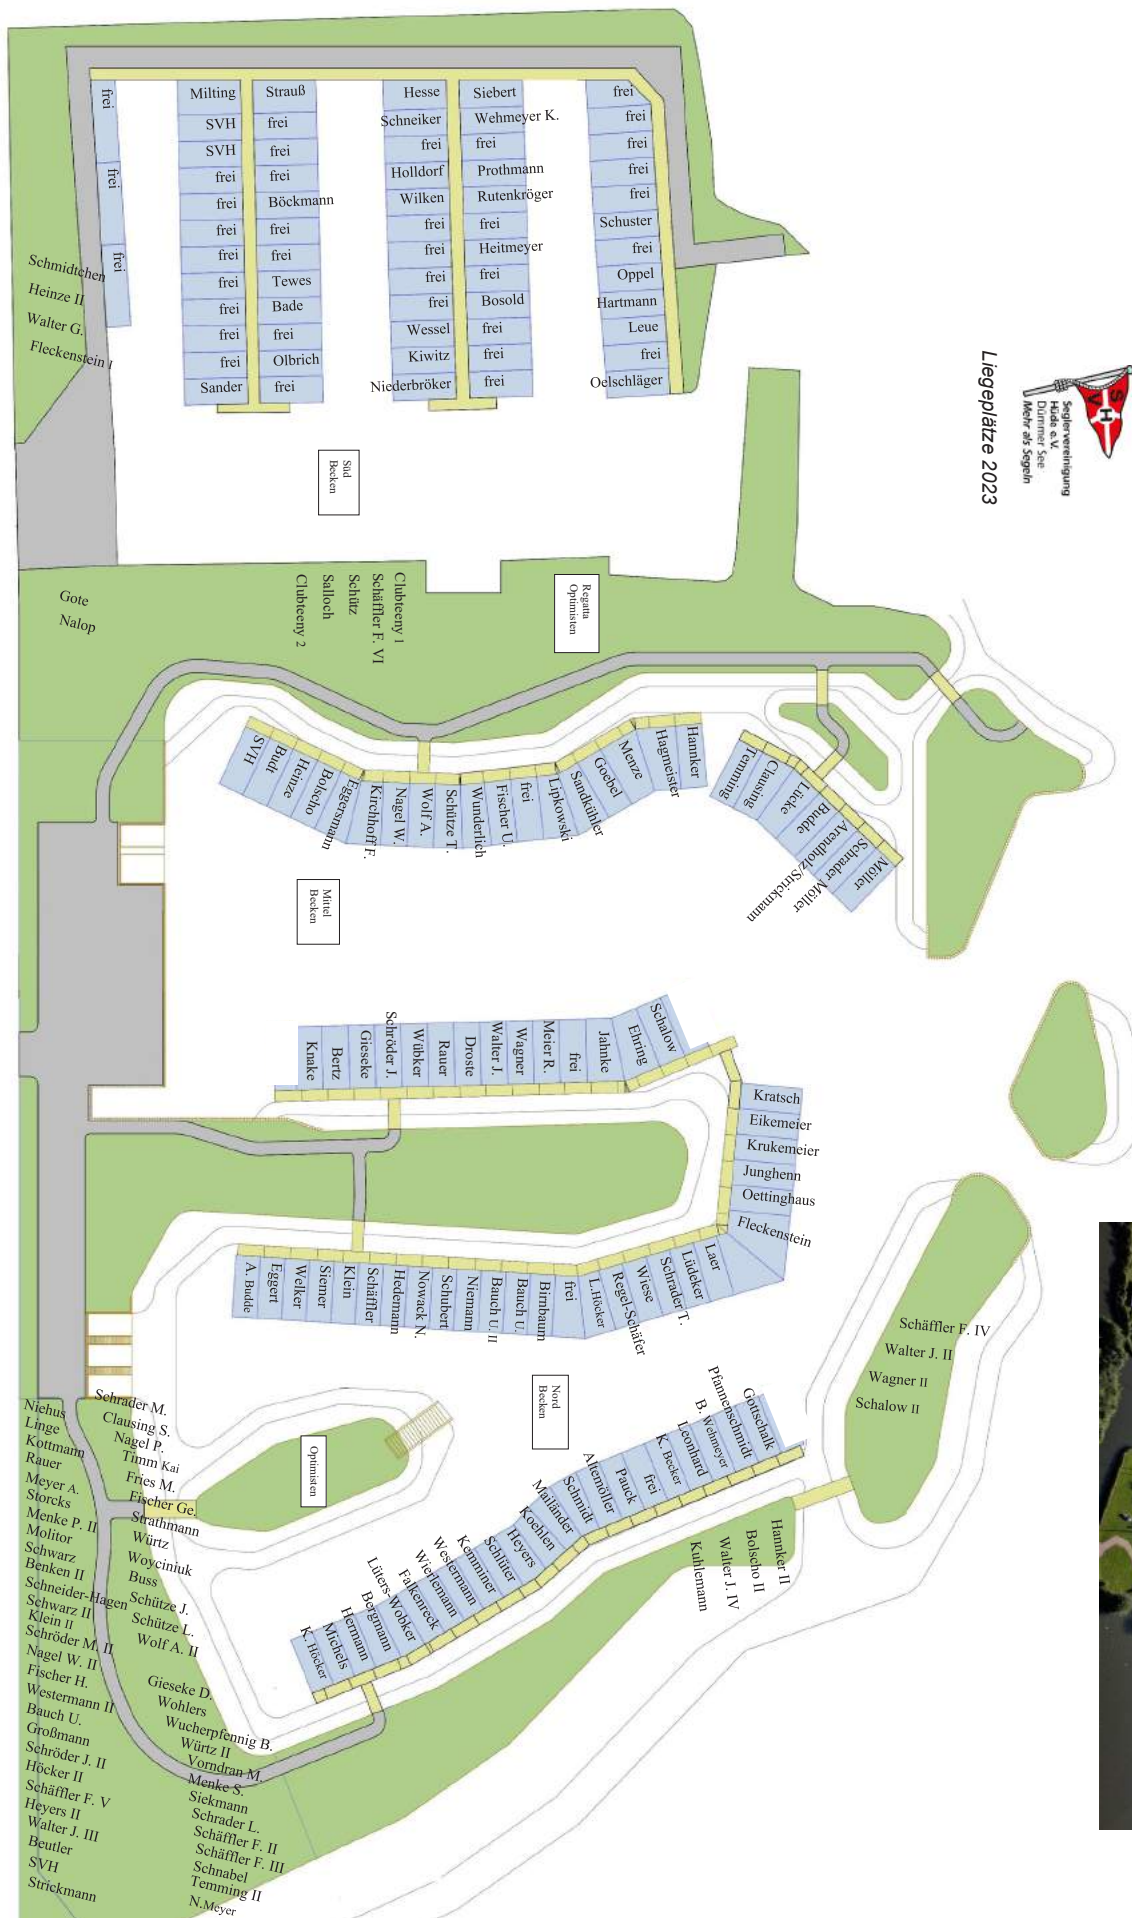 S
V H
Seglervereinigung
Hüde e.V.
Dümmer See
Mehr als Segeln
Liegeplätze 2023
frei
frei
frei
Milting
SVH
SVH
frei
frei
frei
frei
frei
frei
frei
frei
Sander
Strauß
frei
frei
frei
Böckmann
frei
frei
Tewes
Bade
frei
Olbrich
frei
Hesse
Schneiker
frei
Holldorf
Wilken
frei
frei
frei
frei
Wessel
Kiwitz
Niederbröker
Siebert
Wehmeyer K.
frei
Prothmann
Rutenkröger
frei
Heitmeyer
frei
Bosold
frei
frei
frei
frei
frei
frei
frei
frei
Schuster
frei
Oppel
Hartmann
Leue
frei
Oelschläger
Schmidtchen
Heinze II
Walter G.
Fleckenstein I
Süd
Becken
Gote
Nalop
Clubteeny 1
Schäffler F. VI
Schütz
Salloch
Clubteeny 2
Regatta
Optimisten
SVH
Budt
Heinze
Bolscho
Eggersmann
Kirchhoff F.
Nagel W.
Wolf A.
Schütze T.
Wunderlich
Fischer U.
frei
Lipkowski
Sandkühler
Goebel
Menze
Hagmeister
Hannker
Temming
Clausing
Lücke
Budde
Arendholz/Strickmann
Schrader Möller
Möller
Mittel
Becken
Knake
Bertz
Gieseke
Schröder J.
Wübker
Rauer
Droste
Walter J.
Wagner
Meier R.
frei
Jahnke
Ehring
Schalow
Kratsch
Eikemeier
Krukemeier
Junghenn
Oettinghaus
Fleckenstein
A. Budde
Eggert
Welker
Siemer
Klein
Schäffler
Hedemann
Nowack N.
Schubert
Niemann
Bauch U. II
Bauch U.
Birnbaum
frei
L.Höcker
Regel-Schäfer
Wiese
Schrader T.
Lüdeker
Laer
Schäffler F. IV
Walter J. II
Wagner II
Schalow II
Nord
Becken
Optimisten
Gottschalk
Pfannenschmidt
B. Wehmeyer
Leonhard
K. Becker
frei
Pauck
Altemöller
Schmidt
Mailänder
Koehlen
Heyers
Schlüter
Kemminer
Westermann
Wiedemann
Falkenreck
Lüters-Wobker
Bergmann
Hermann
Michels
K. Höcker
Hannker II
Bolscho II
Walter J. IV
Kuhlemann
Schrader M.
Clausing S.
Nagel P.
Timm Kai
Fries M.
Fischer Ge.
Strathmann
Würtz
Woyciniuk
Buss
Schütze J.
Schütze L.
Wolf A. II
Gieseke D.
Wohlers
Wucherpfennig B.
Würtz II
Vorndran M.
Menke S.
Siekmann
Schrader L.
Schäffler F. II
Schäffler F. III
Schnabel
Temming II
N.Meyer
Niehus
Linge
Kottmann
Rauer
Meyer A.
Storcks
Menke P. II
Molitor
Schwarz
Benken II
Schneider-Hagen
Schwarz II
Klein II
Schröder M. II
Nagel W. II
Fischer H.
Westermann II
Bauch U.
Großmann
Schröder J. II
Höcker II
Schäffler F. V
Heyers II
Walter J. III
Beutler
SVH
Strickmann